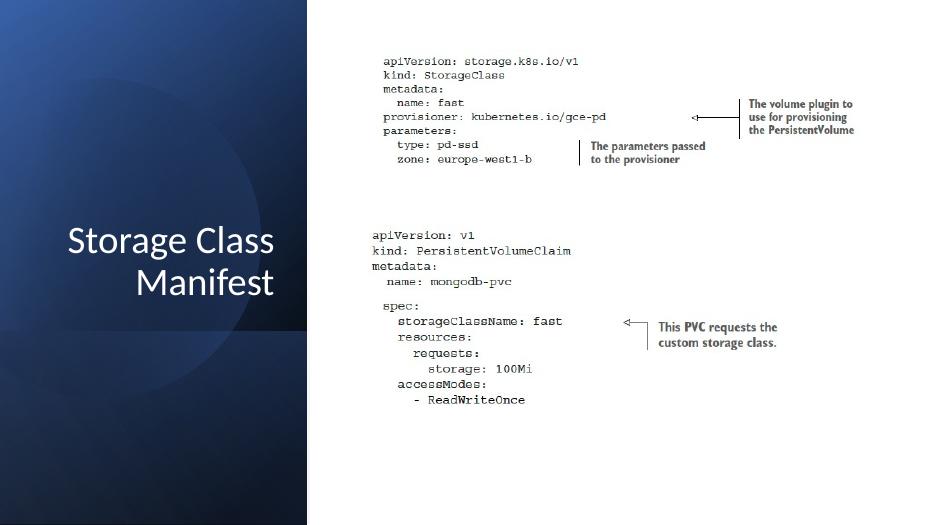 Storage Class
Manifest
apiVersion: storage.k8s.io/v1
kind: StorageClass
metadata:
  name: fast
provisioner: kubernetes.io/gce-pd
parameters:
  type: pd-ssd
  zone: europe-west1-b
The volume plugin to
use for provisioning
the PersistentVolume
The parameters passed
to the provisioner
apiVersion: v1
kind: PersistentVolumeClaim
metadata:
  name: mongodb-pvc
spec:
  storageClassName: fast
  resources:
    requests:
      storage: 100Mi
  accessModes:
    - ReadWriteOnce
This PVC requests the
custom storage class.